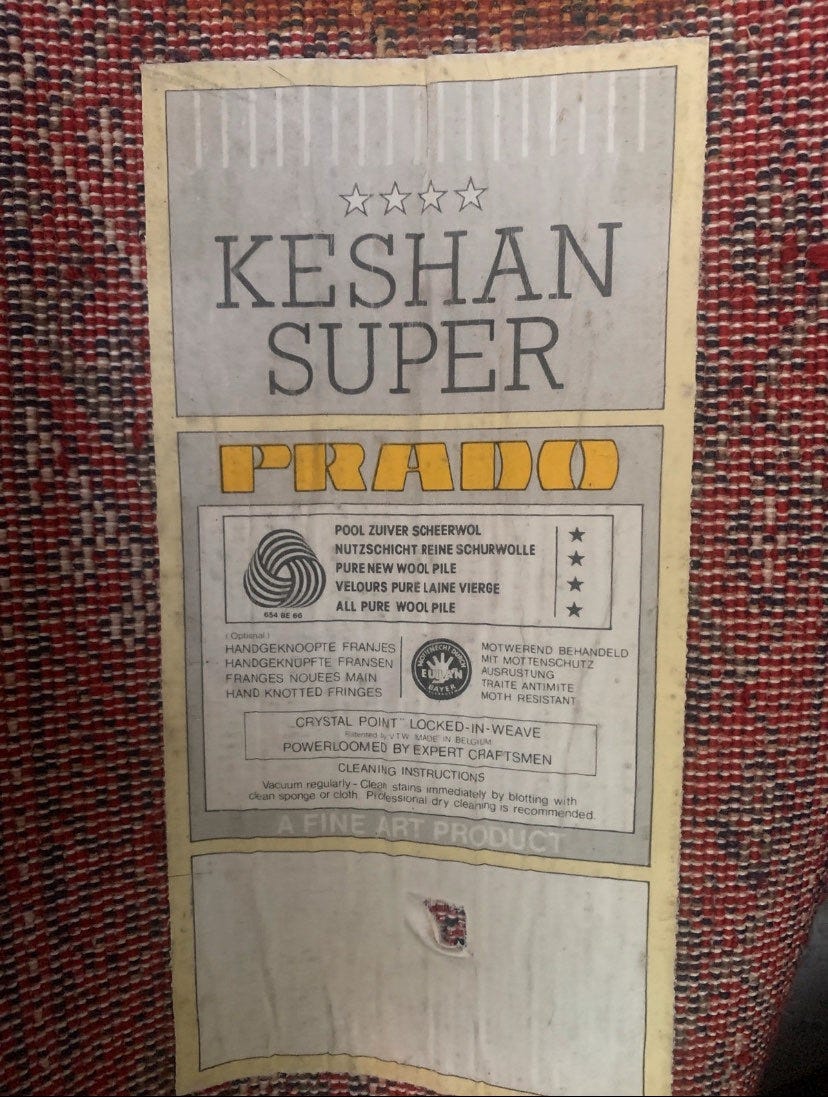 KESHAN
SUPER
PRADO
POOL ZUIVER SCHEERWOL
NUTZSCHICHT REINE SCHURWOLLE
PURE NEW WOOL PILE
VELOURS PURE LAINE VIERGE
ALL PURE WOOL PILE
654 BE 66
(Optional)
HANDGEKNOOPTE FRANJES
HANDGEKNÜPFTE FRANSEN
FRANGES NOUEES MAIN
HAND KNOTTED FRINGES
MOTTENECHT DURCH
EULAN
BAYER
MOTWEREND BEHANDELD
MIT MOTTENSCHUTZ
AUSRUSTUNG
TRAITE ANTIMITE
MOTH RESISTANT
"CRYSTAL POINT" LOCKED-IN-WEAVE
Patented by V.T.W. MADE IN BELGIUM
POWERLOOMED BY EXPERT CRAFTSMEN
CLEANING INSTRUCTIONS
Vacuum regularly - Clean stains immediately by blotting with
clean sponge or cloth. Professional dry cleaning is recommended.
A FINE ART PRODUCT